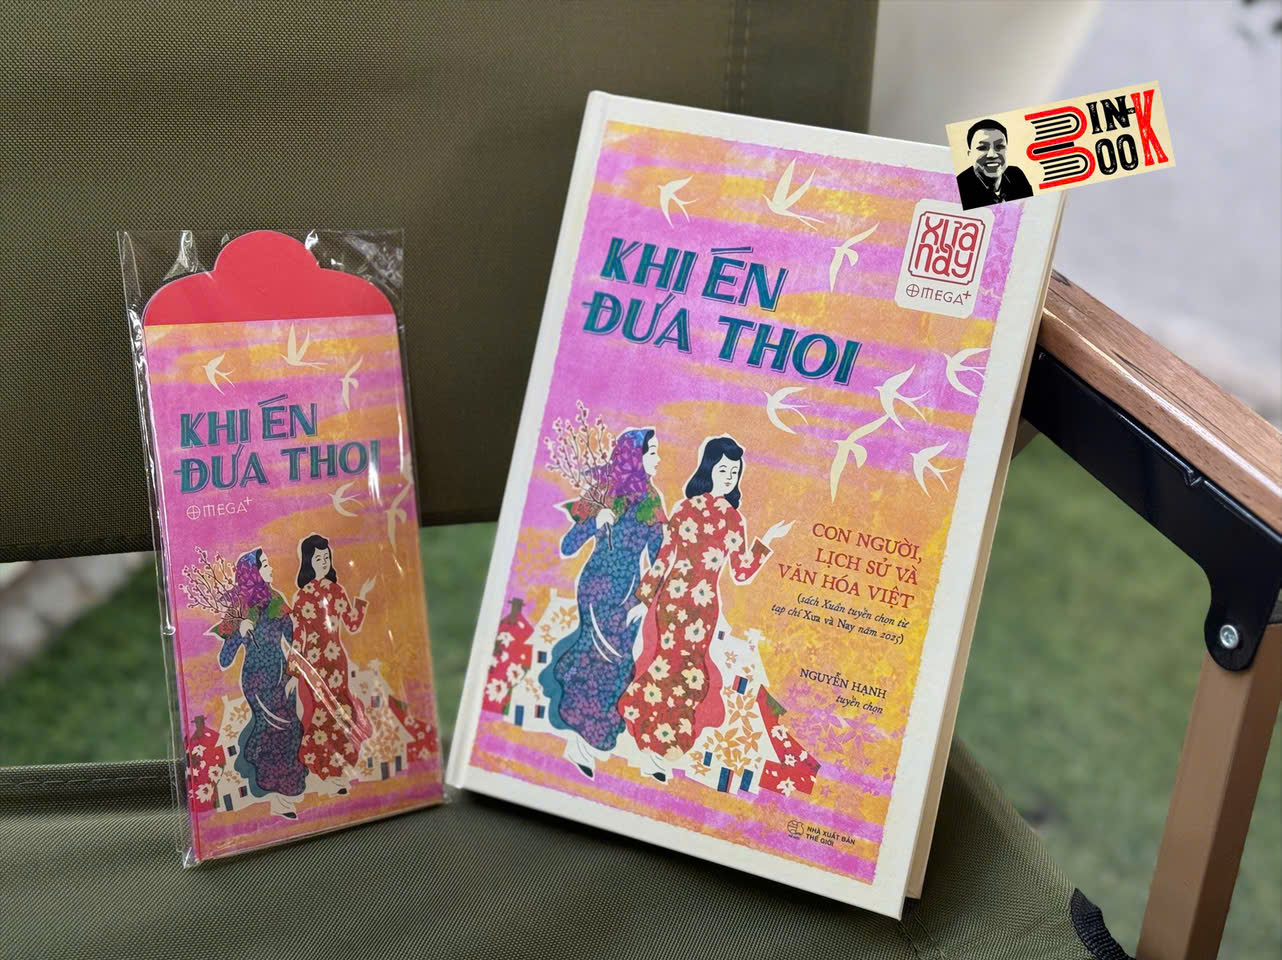 KHI ÉN
ĐƯA THOI
OMEGA+
BIN-
BOOK
XƯA
NAY
OMEGA+
KHI ÉN
ĐƯA THOI
CON NGƯỜI,
LỊCH SỬ VÀ
VĂN HÓA VIỆT
(sách Xuân tuyển chọn từ
tạp chí Xưa và Nay năm 2025)
NGUYỄN HẠNH
tuyển chọn
NHÀ XUẤT BẢN
THẾ GIỚI